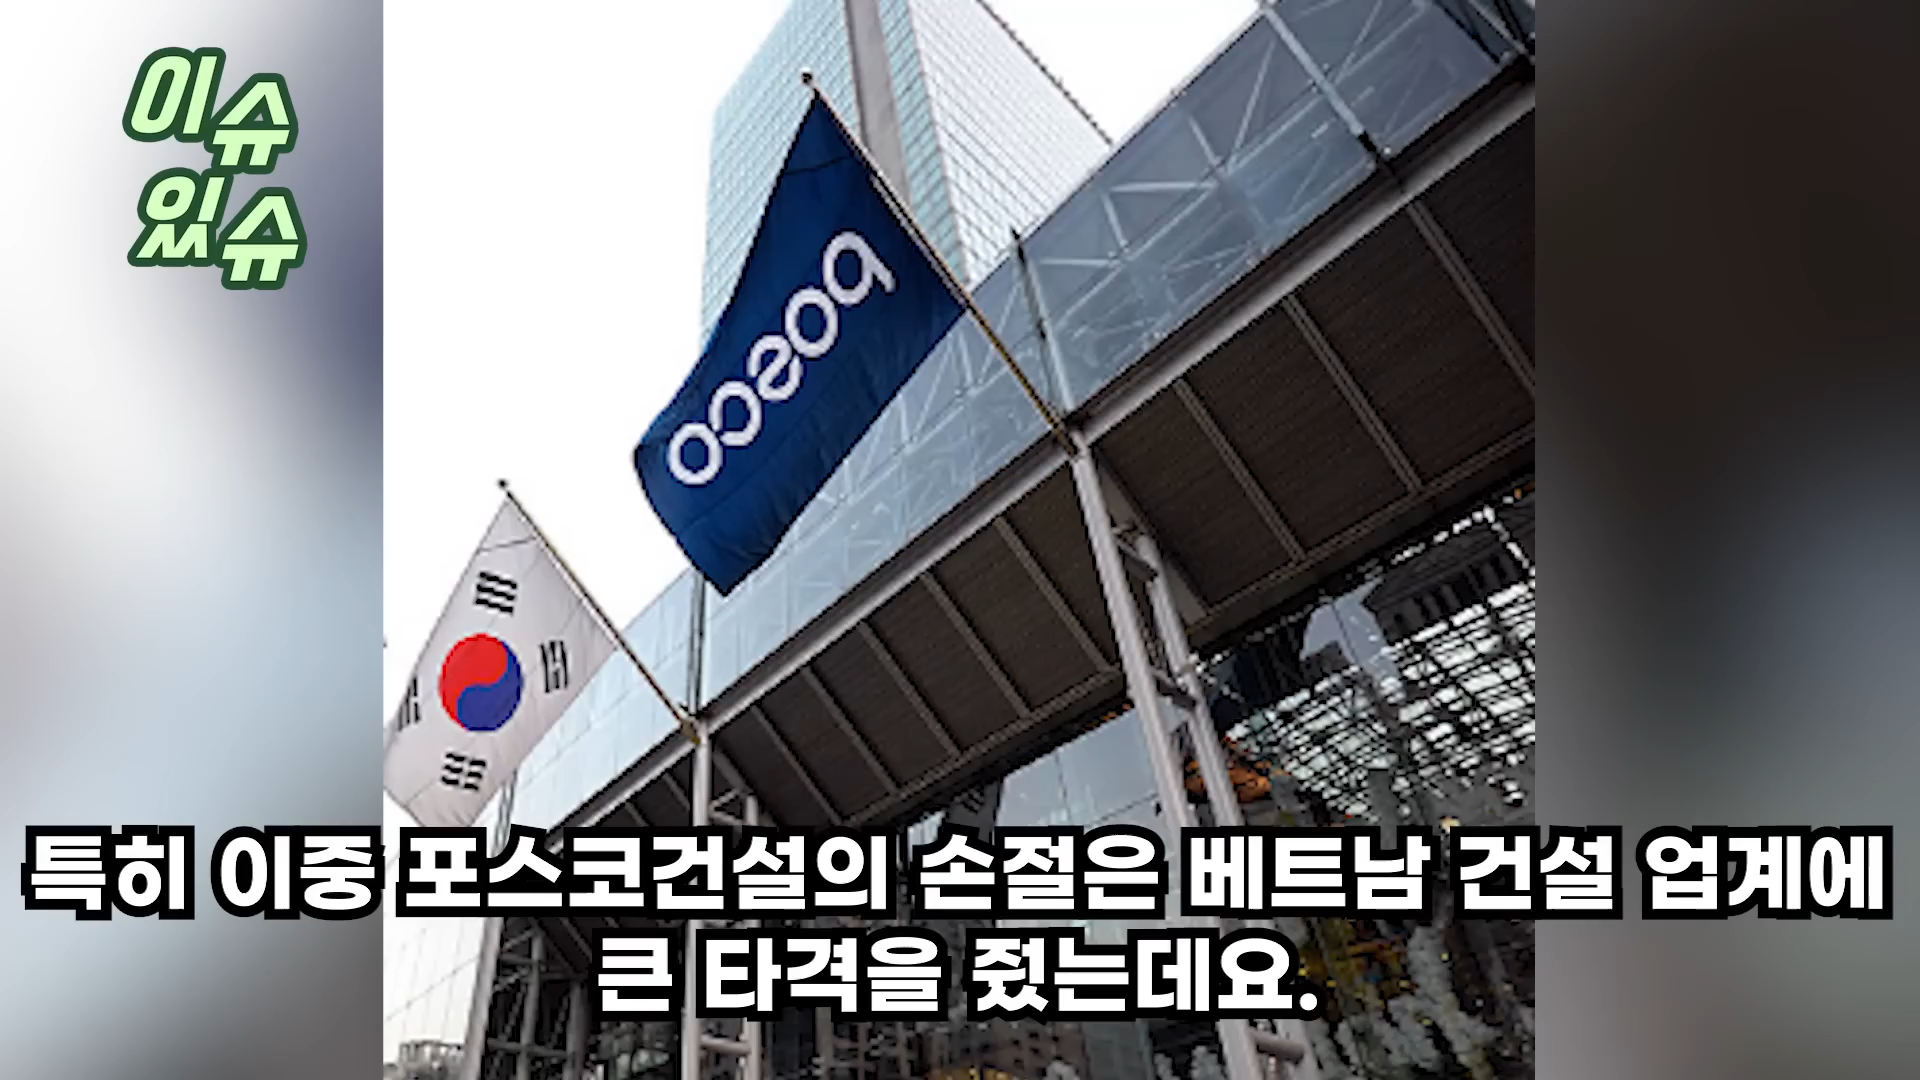 이슈
있슈
posco
특히 이중 포스코건설의 손절은 베트남 건설 업계에
큰 타격을 줬는데요.